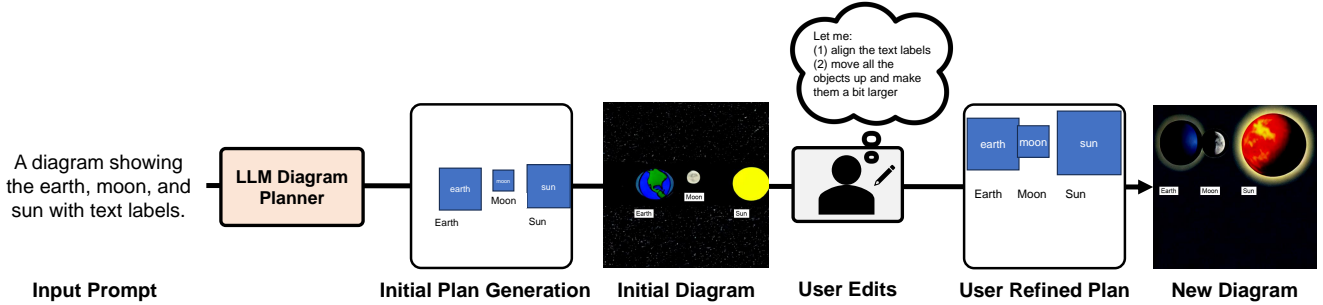 A diagram showing
the earth, moon, and
sun with text labels.
Input Prompt
LLM Diagram
Planner
earth
moon
sun
Moon
Earth
Sun
Initial Plan Generation
Earth
Moon
Sun
Initial Diagram
Let me:
(1) align the text labels
(2) move all the
objects up and make
them a bit larger
User Edits
earth
moon
sun
Earth
Moon
Sun
User Refined Plan
Earth
Moon
Sun
New Diagram